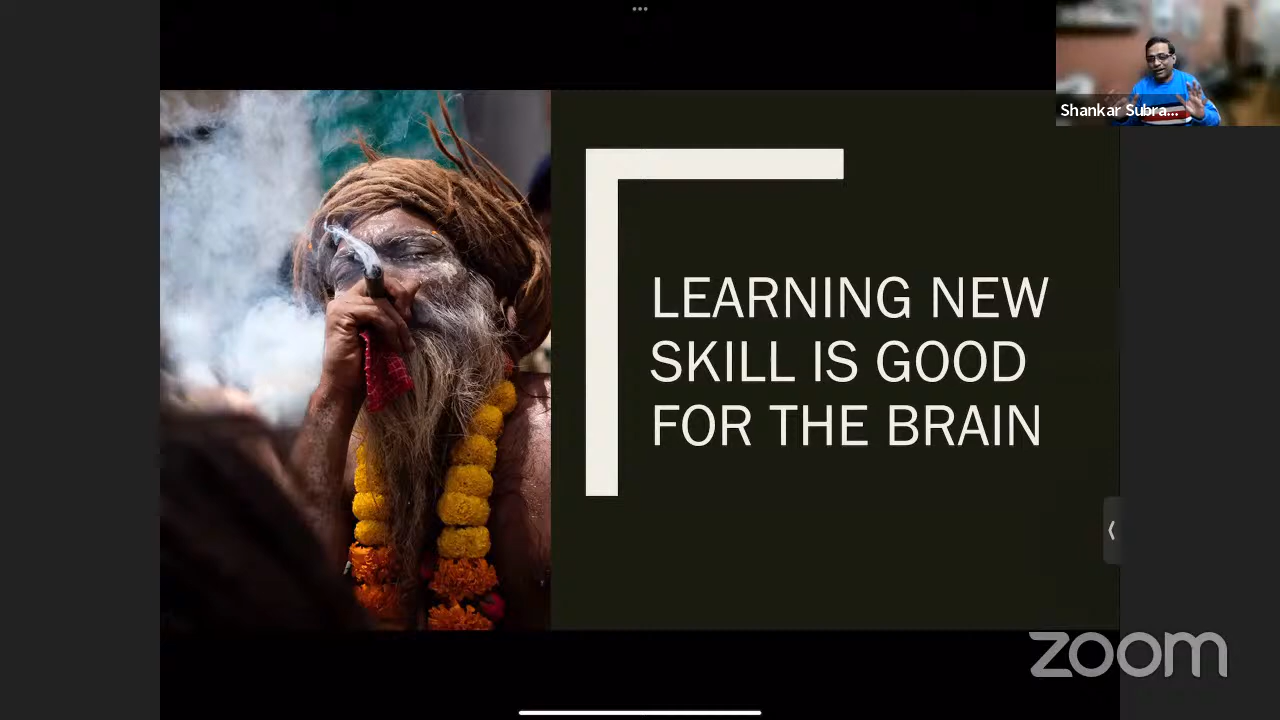 Shankar Subra...
LEARNING NEW
SKILL IS GOOD
FOR THE BRAIN
zoom